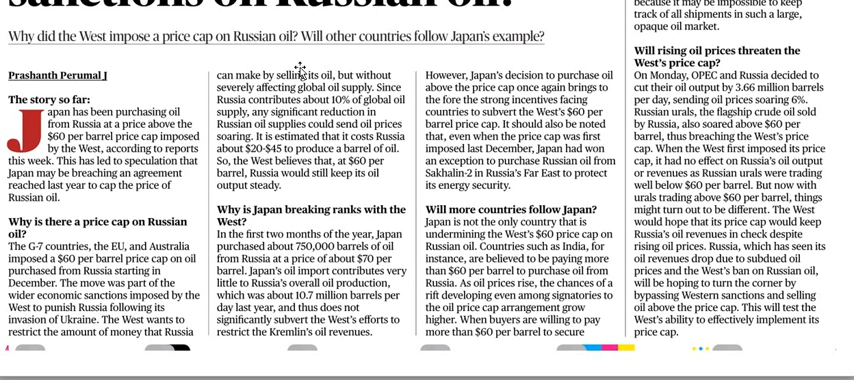 sanctions on Russian oil?
Why did the West impose a price cap on Russian oil? Will other countries follow Japan's example?
Prashanth Perumal J
The story so far:
Japan has been purchasing oil
from Russia at a price above the
$60 per barrel price cap imposed
by the West, according to reports
this week. This has led to speculation that
Japan may be breaching an agreement
reached last year to cap the price of
Russian oil.
Why is there a price cap on Russian
oil?
The G-7 countries, the EU, and Australia
imposed a $60 per barrel price cap on oil
purchased from Russia starting in
December. The move was part of the
wider economic sanctions imposed by the
West to punish Russia following its
invasion of Ukraine. The West wants to
restrict the amount of money that Russia
can make by selling its oil, but without
severely affecting global oil supply. Since
Russia contributes about 10% of global oil
supply, any significant reduction in
Russian oil supplies could send oil prices
soaring. It is estimated that it costs Russia
about $20-$45 to produce a barrel of oil.
So, the West believes that, at $60 per
barrel, Russia would still keep its oil
output steady.
Why is Japan breaking ranks with the
West?
In the first two months of the year, Japan
purchased about 750,000 barrels of oil
from Russia at a price of about $70 per
barrel. Japan's oil import contributes very
little to Russia's overall oil production,
which was about 10.7 million barrels per
day last year, and thus does not
significantly subvert the West's efforts to
restrict the Kremlin's oil revenues.
However, Japan's decision to purchase oil
above the price cap once again brings to
the fore the strong incentives facing
countries to subvert the West's $60 per
barrel price cap. It should also be noted
that, even when the price cap was first
imposed last December, Japan had won
an exception to purchase Russian oil from
Sakhalin-2 in Russia's Far East to protect
its energy security.
Will more countries follow Japan?
Japan is not the only country that is
undermining the West's $60 price cap on
Russian oil. Countries such as India, for
instance, are believed to be paying more
than $60 per barrel to purchase oil from
Russia. As oil prices rise, the chances of a
rift developing even among signatories to
the oil price cap arrangement grow
higher. When buyers are willing to pay
more than $60 per barrel to secure
because it may be impossible to keep
track of all shipments in such a large,
opaque oil market.
Will rising oil prices threaten the
West's price cap?
On Monday, OPEC and Russia decided to
cut their oil output by 3.66 million barrels
per day, sending oil prices soaring 6%.
Russian urals, the flagship crude oil sold
by Russia, also soared above $60 per
barrel, thus breaching the West's price
cap. When the West first imposed its price
cap, it had no effect on Russia's oil output
or revenues as Russian urals were trading
well below $60 per barrel. But now with
urals trading above $60 per barrel, things
might turn out to be different. The West
would hope that its price cap would keep
Russia's oil revenues in check despite
rising oil prices. Russia, which has seen its
oil revenues drop due to subdued oil
prices and the West's ban on Russian oil,
will be hoping to turn the corner by
bypassing Western sanctions and selling
oil above the price cap. This will test the
West's ability to effectively implement its
price cap.